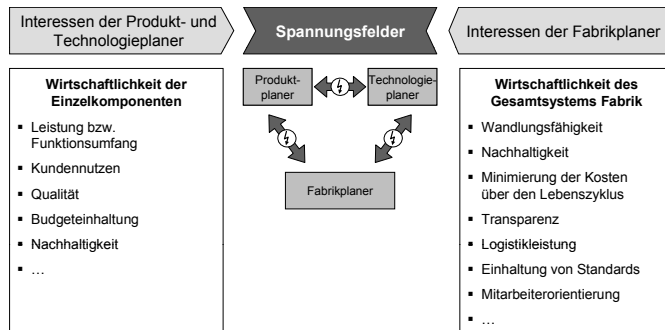 Interessen der Produkt- und
Technologieplaner
Spannungsfelder
Interessen der Fabrikplaner
Wirtschaftlichkeit der
Einzelkomponenten
▪ Leistung bzw.
Funktionsumfang
▪ Kundennutzen
▪ Qualität
▪ Budgeteinhaltung
▪ Nachhaltigkeit
▪ …
Produkt-
planer
Technologie-
planer
Fabrikplaner
Wirtschaftlichkeit des
Gesamtsystems Fabrik
▪ Wandlungsfähigkeit
▪ Nachhaltigkeit
▪ Minimierung der Kosten
über den Lebenszyklus
▪ Transparenz
▪ Logistikleistung
▪ Einhaltung von Standards
▪ Mitarbeiterorientierung
▪ …